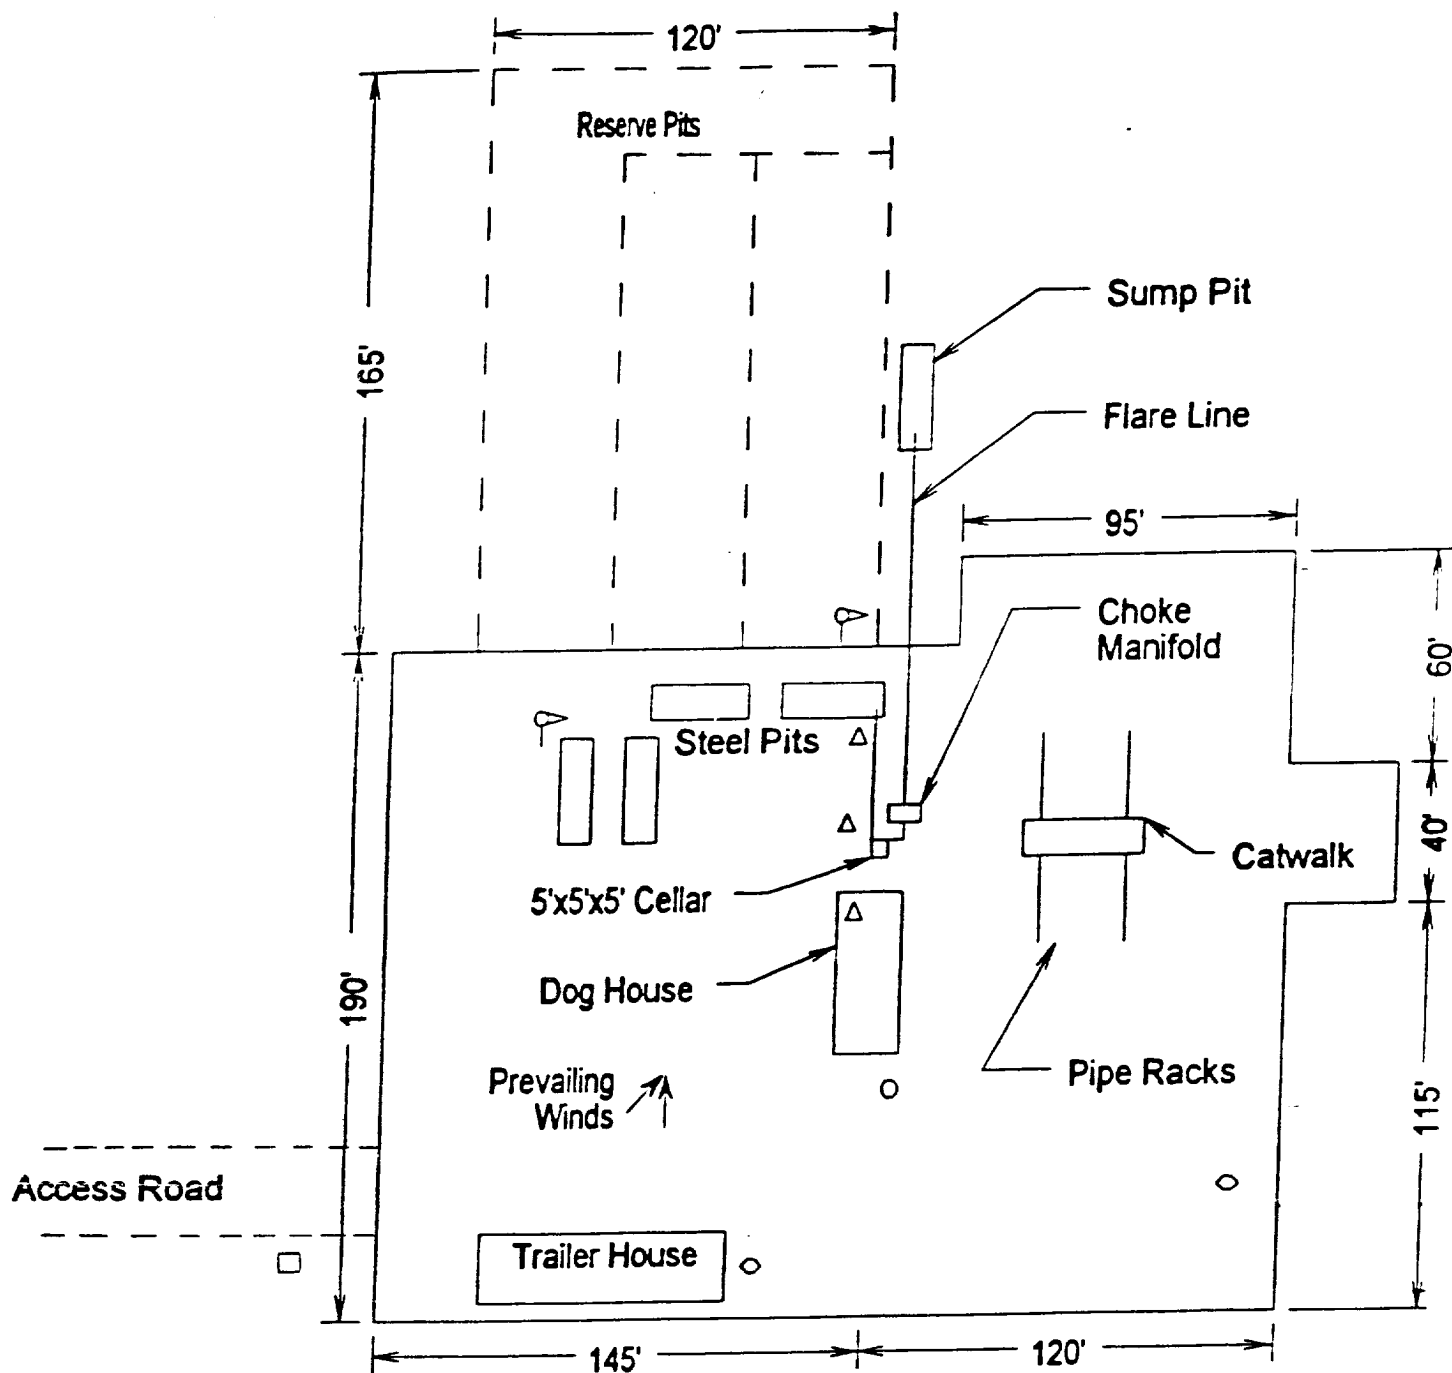 120'
Reserve Pits
Sump Pit
165'
Flare Line
95'
Choke
Manifold
60'
Steel Pits
40'
Catwalk
5'x5'x5' Cellar
190'
Dog House
Prevailing
Winds
Pipe Racks
115'
Access Road
Trailer House
145'
120'